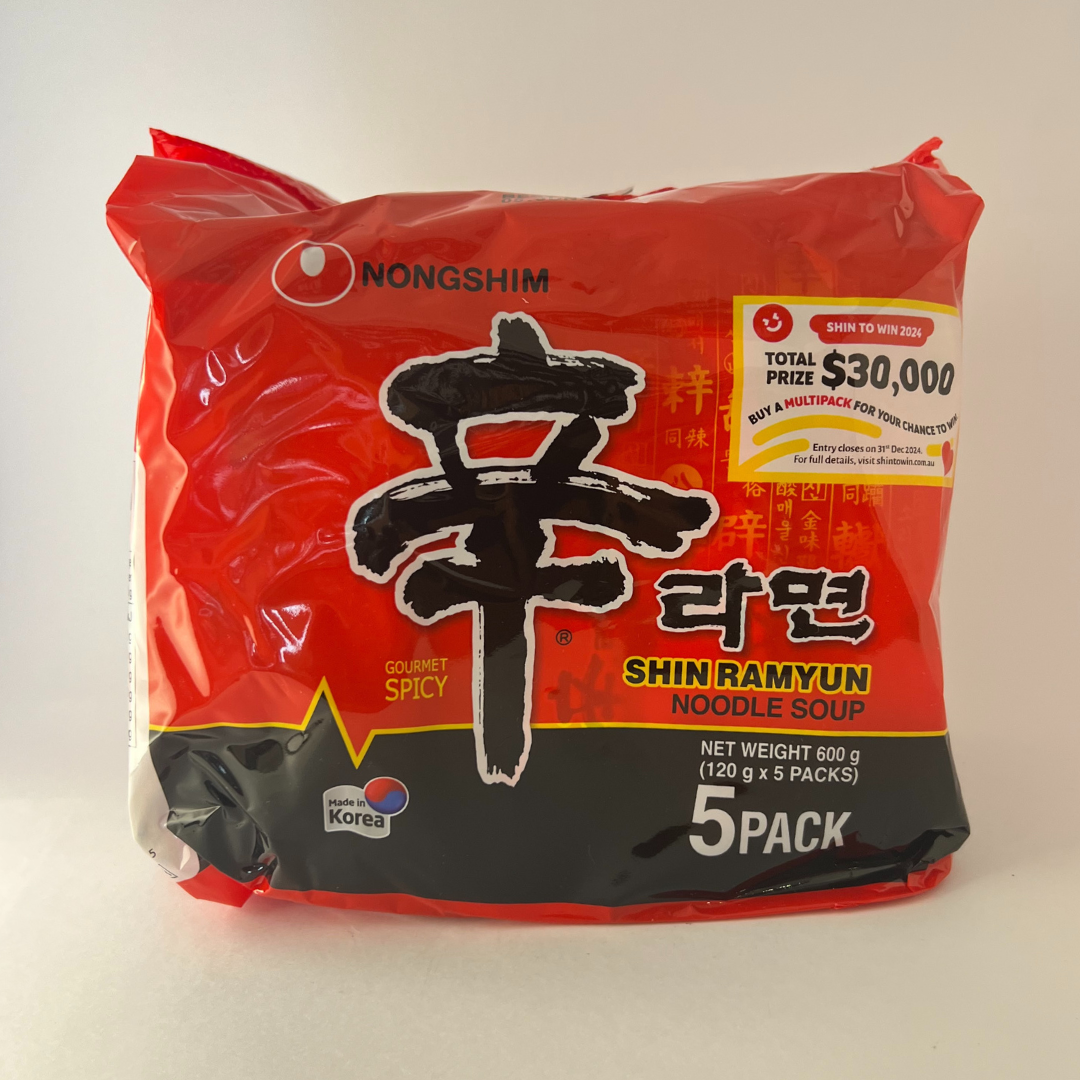 NONGSHIM
SHIN TO WIN 2024
TOTAL
PRIZE $30,000
BUY A MULTIPACK FOR YOUR CHANCE TO WIN
Entry closes on 31st Dec 2024.
For full details, visit shintowin.com.au
辛
라면
®
SHIN RAMYUN
NOODLE SOUP
GOURMET
SPICY
NET WEIGHT 600 g
(120 g x 5 PACKS)
5PACK
Made in
Korea